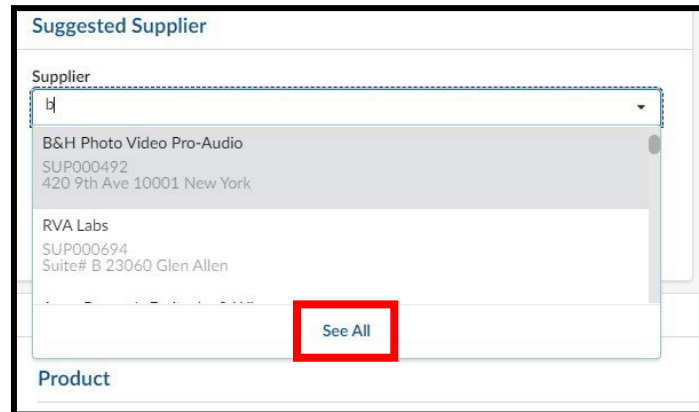 Suggested Supplier
Supplier
b
B&H Photo Video Pro-Audio
SUP000492
420 9th Ave 10001 New York
RVA Labs
SUP000694
Suite# B 23060 Glen Allen
See All
Product